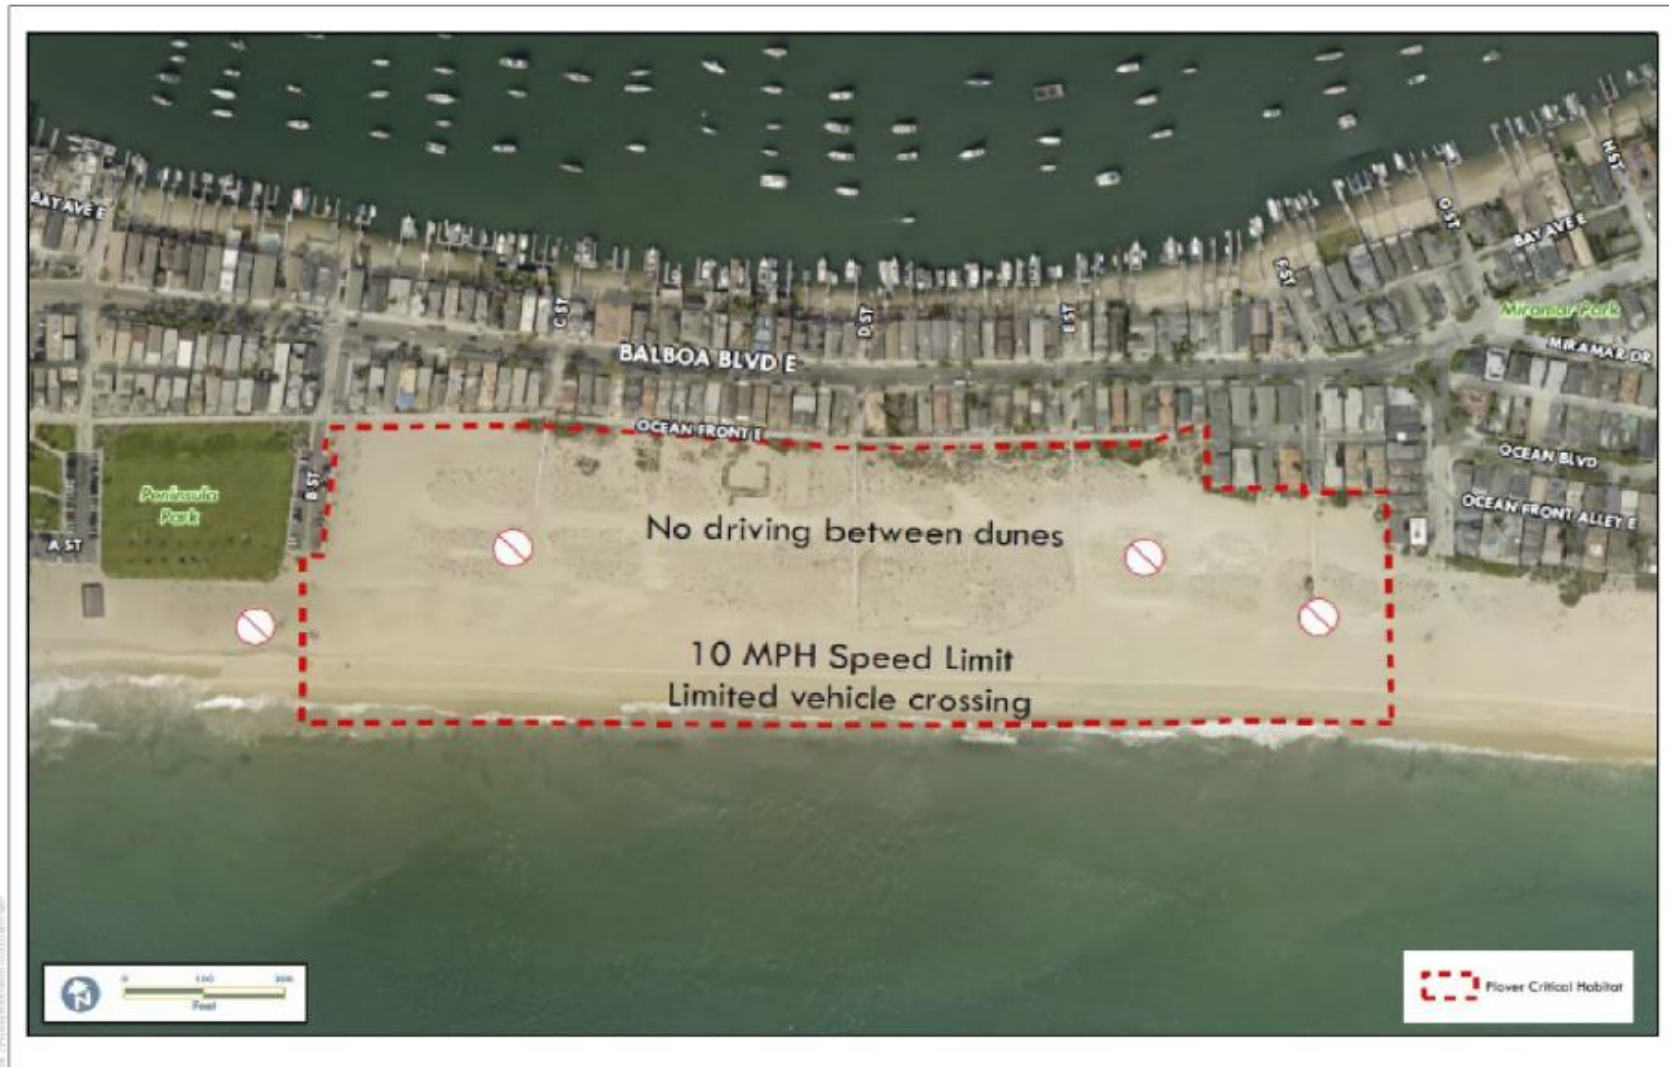 H ST
BAY AVE E
G ST
BAY AVE E
F ST
C ST
D ST
E ST
Miramar Park
BALBOA BLVD E
MIRAMAR DR
OCEAN FRONT E
OCEAN BLVD
B ST
Peninsula
Park
OCEAN FRONT ALLEY E
No driving between dunes
A ST
10 MPH Speed Limit
Limited vehicle crossing
N
0
Feet
Plover Critical Habitat